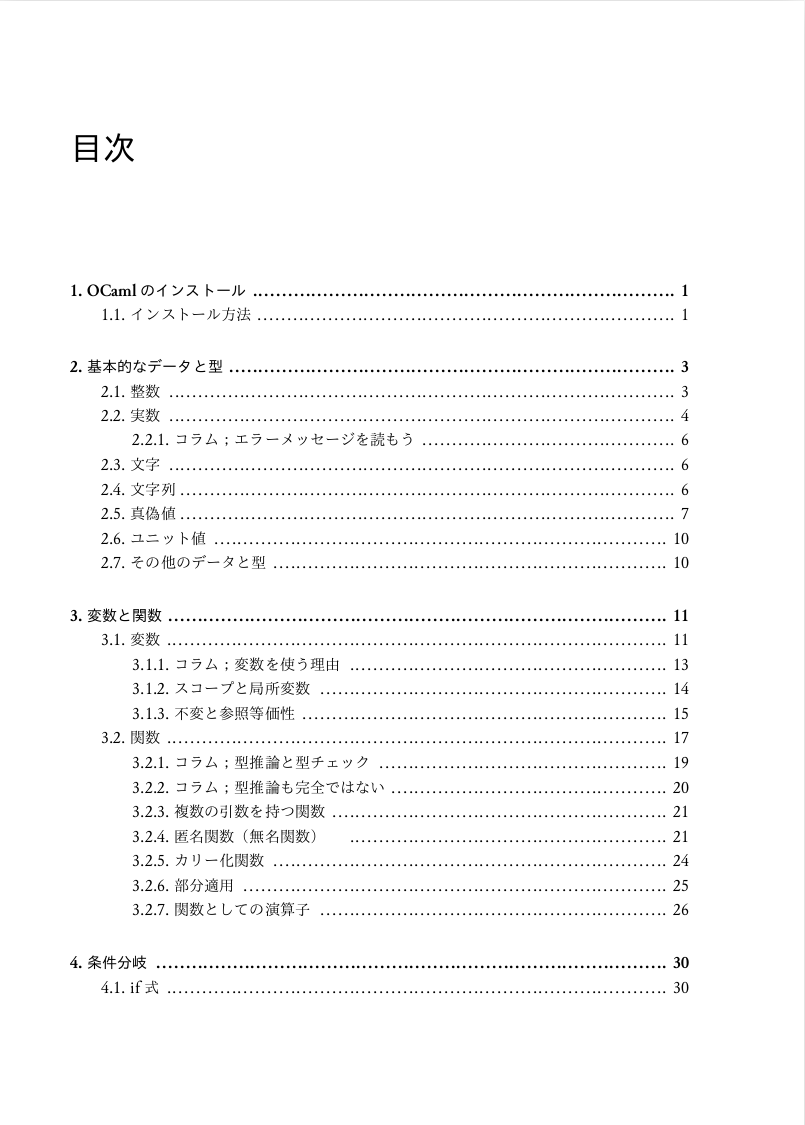 目次
1. OCaml のインストール ........................................................................ 1
1.1. インストール方法 ........................................................................ 1
2. 基本的なデータと型 ........................................................................ 3
2.1. 整数 ........................................................................ 3
2.2. 実数 ........................................................................ 4
2.2.1. コラム；エラーメッセージを読もう ........................................................................ 6
2.3. 文字 ........................................................................ 6
2.4. 文字列 ........................................................................ 6
2.5. 真偽値 ........................................................................ 7
2.6. ユニット値 ........................................................................ 10
2.7. その他のデータと型 ........................................................................ 10
3. 変数と関数 ........................................................................ 11
3.1. 変数 ........................................................................ 11
3.1.1. コラム；変数を使う理由 ........................................................................ 13
3.1.2. スコープと局所変数 ........................................................................ 14
3.1.3. 不変と参照等価性 ........................................................................ 15
3.2. 関数 ........................................................................ 17
3.2.1. コラム；型推論と型チェック ........................................................................ 19
3.2.2. コラム；型推論も完全ではない ........................................................................ 20
3.2.3. 複数の引数を持つ関数 ........................................................................ 21
3.2.4. 匿名関数（無名関数） ........................................................................ 21
3.2.5. カリー化関数 ........................................................................ 24
3.2.6. 部分適用 ........................................................................ 25
3.2.7. 関数としての演算子 ........................................................................ 26
4. 条件分岐 ........................................................................ 30
4.1. if 式 ........................................................................ 30